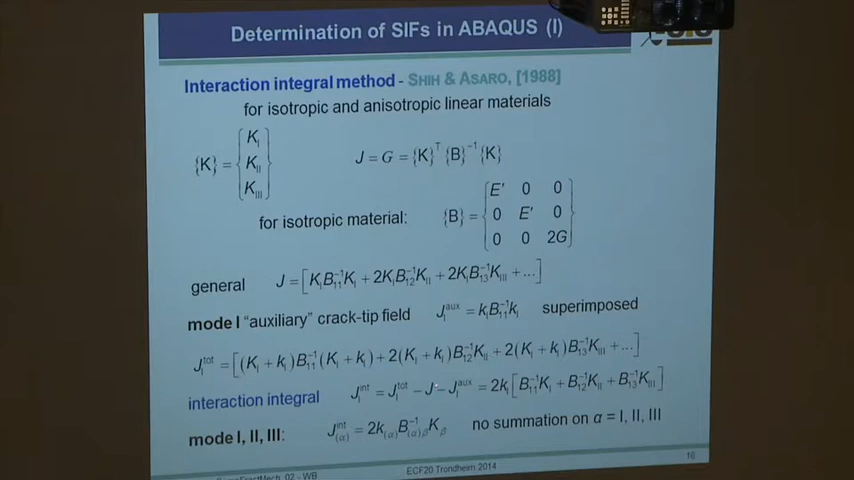 Determination of SIFs in ABAQUS (I)
Interaction integral method - SHIH & ASARO, [1988]
for isotropic and anisotropic linear materials
{K} = {K_I K_II K_III} J = G = {K}^T {B}^-1 {K}
for isotropic material: {B} = [E' 0 0
0 E' 0
0 0 2G]
general J = [K_I B_11^-1 K_I + 2K_I B_12^-1 K_II + 2K_I B_13^-1 K_III + ...]
mode I "auxiliary" crack-tip field J_I^aux = k_I B_11^-1 k_I superimposed
J_I^tot = [(K_I + k_I)B_11^-1(K_I + k_I) + 2(K_I + k_I)B_12^-1 K_II + 2(K_I + k_I)B_13^-1 K_III + ...]
interaction integral J_I^int = J_I^tot - J - J_I^aux = 2k_I [B_11^-1 K_I + B_12^-1 K_II + B_13^-1 K_III]
mode I, II, III: J_(α)^int = 2k_(α) B_(α)β^-1 K_β no summation on α = I, II, III
FractMech_02 - WB
ECF20 Trondheim 2014
16